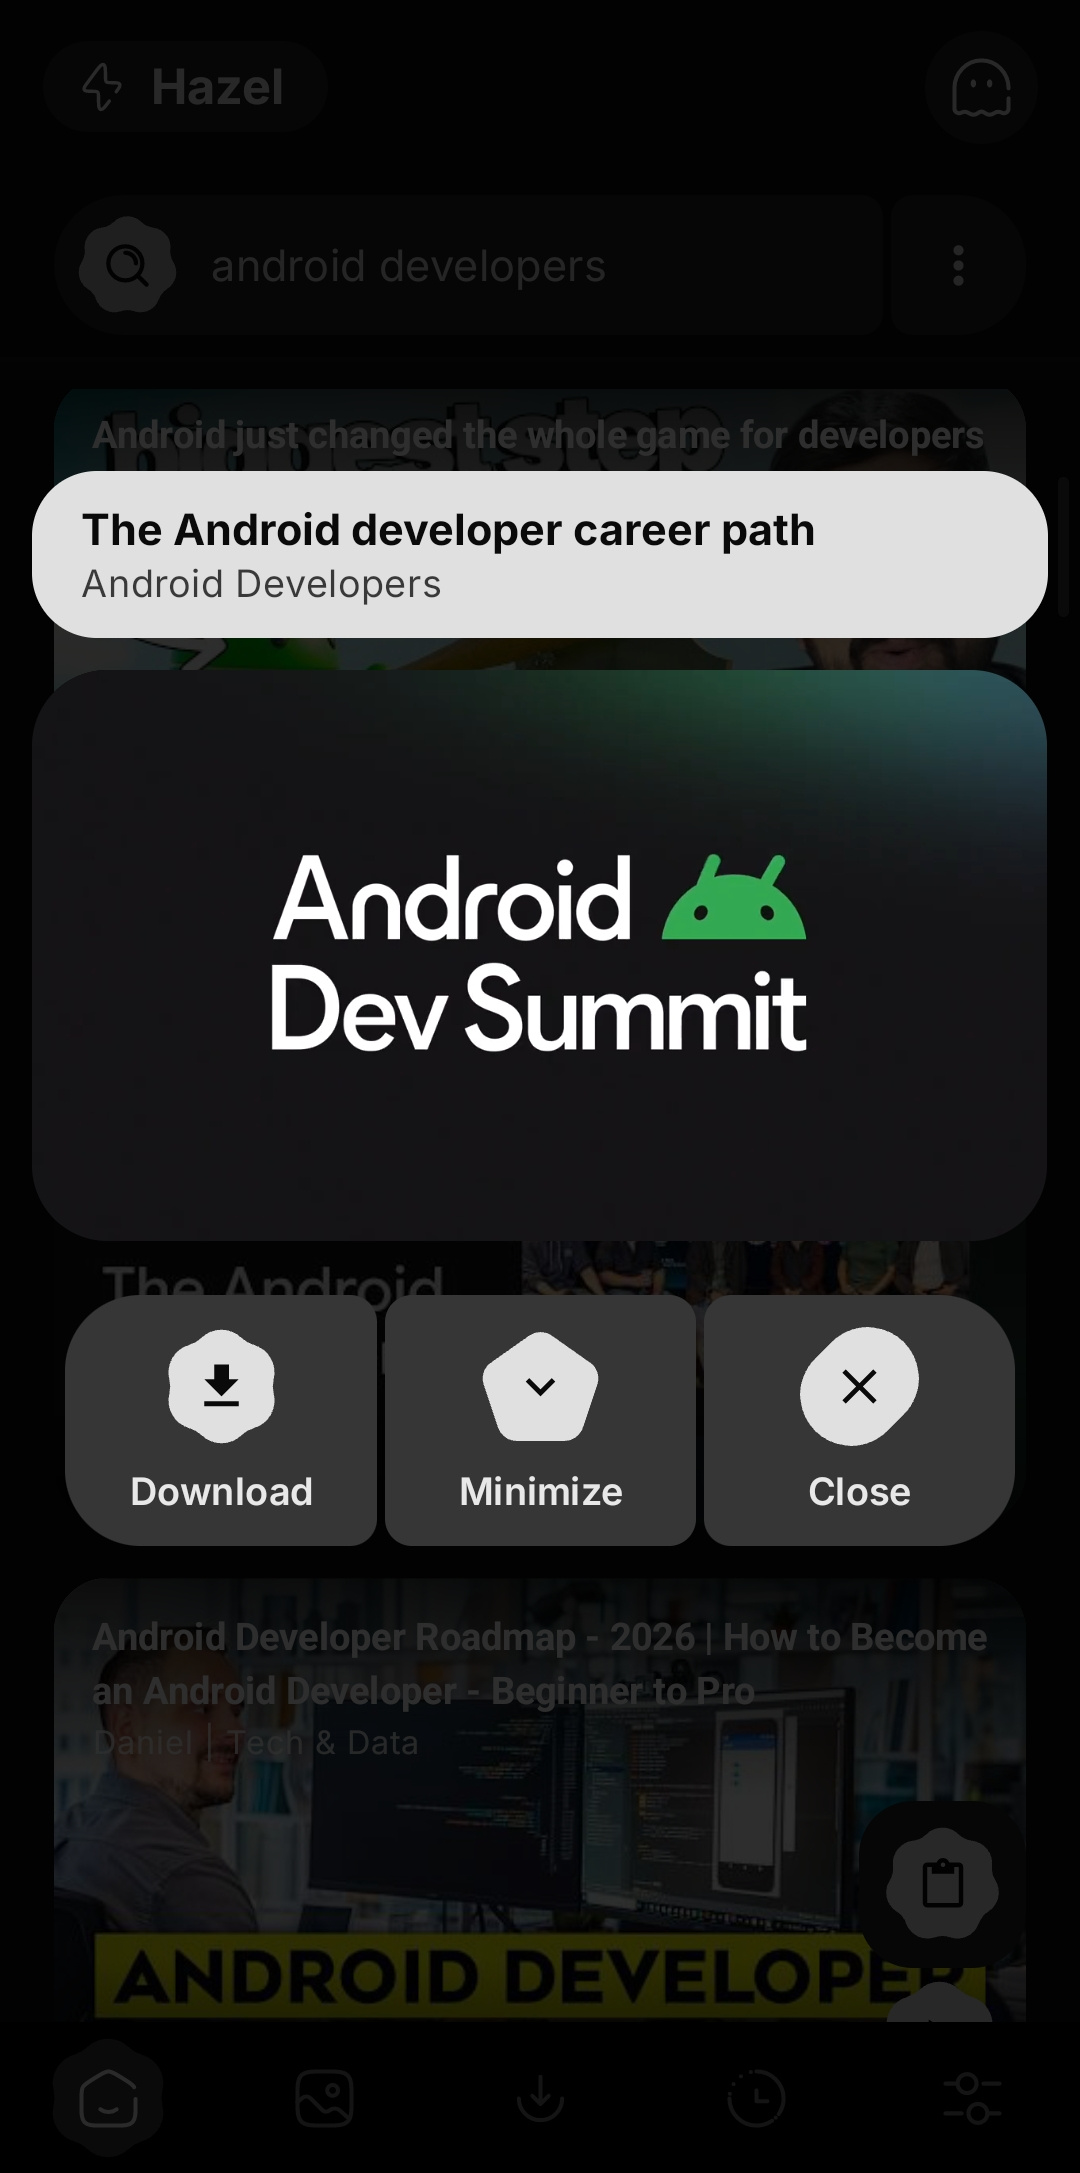 Hazel
android developers
Android just changed the whole game for developers
The Android developer career path
Android Developers
Android
Dev Summit
The Android
Download
Minimize
Close
Android Developer Roadmap - 2026 | How to Become
an Android Developer - Beginner to Pro
Daniel | Tech & Data
ANDROID DEVELOPER